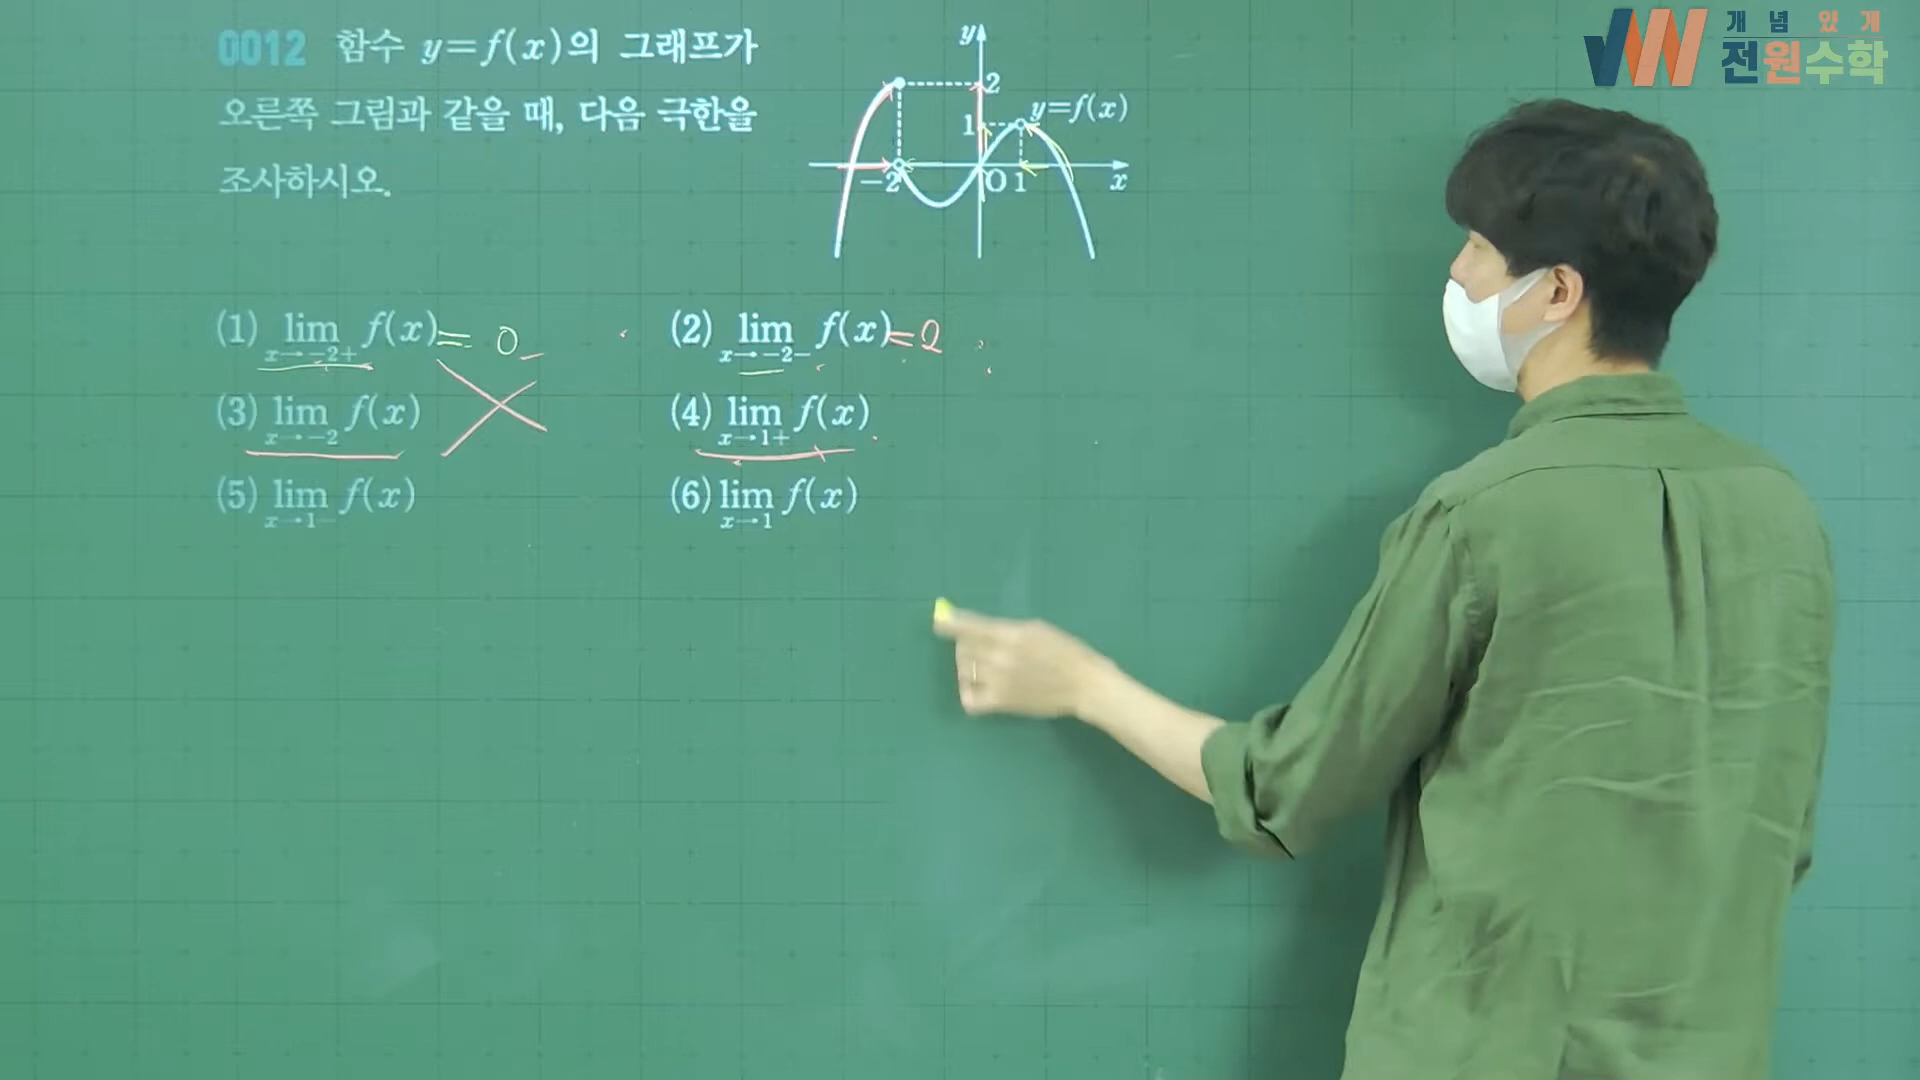 개념있게
전원수학
0012 함수 y=f(x)의 그래프가
오른쪽 그림과 같을 때, 다음 극한을
조사하시오.
y
2
1
y=f(x)
-2
O
1
x
(1) lim x→-2+ f(x) = 0
(2) lim x→-2- f(x) = 2
(3) lim x→-2 f(x)
(4) lim x→1+ f(x)
(5) lim x→1- f(x)
(6) lim x→1 f(x)